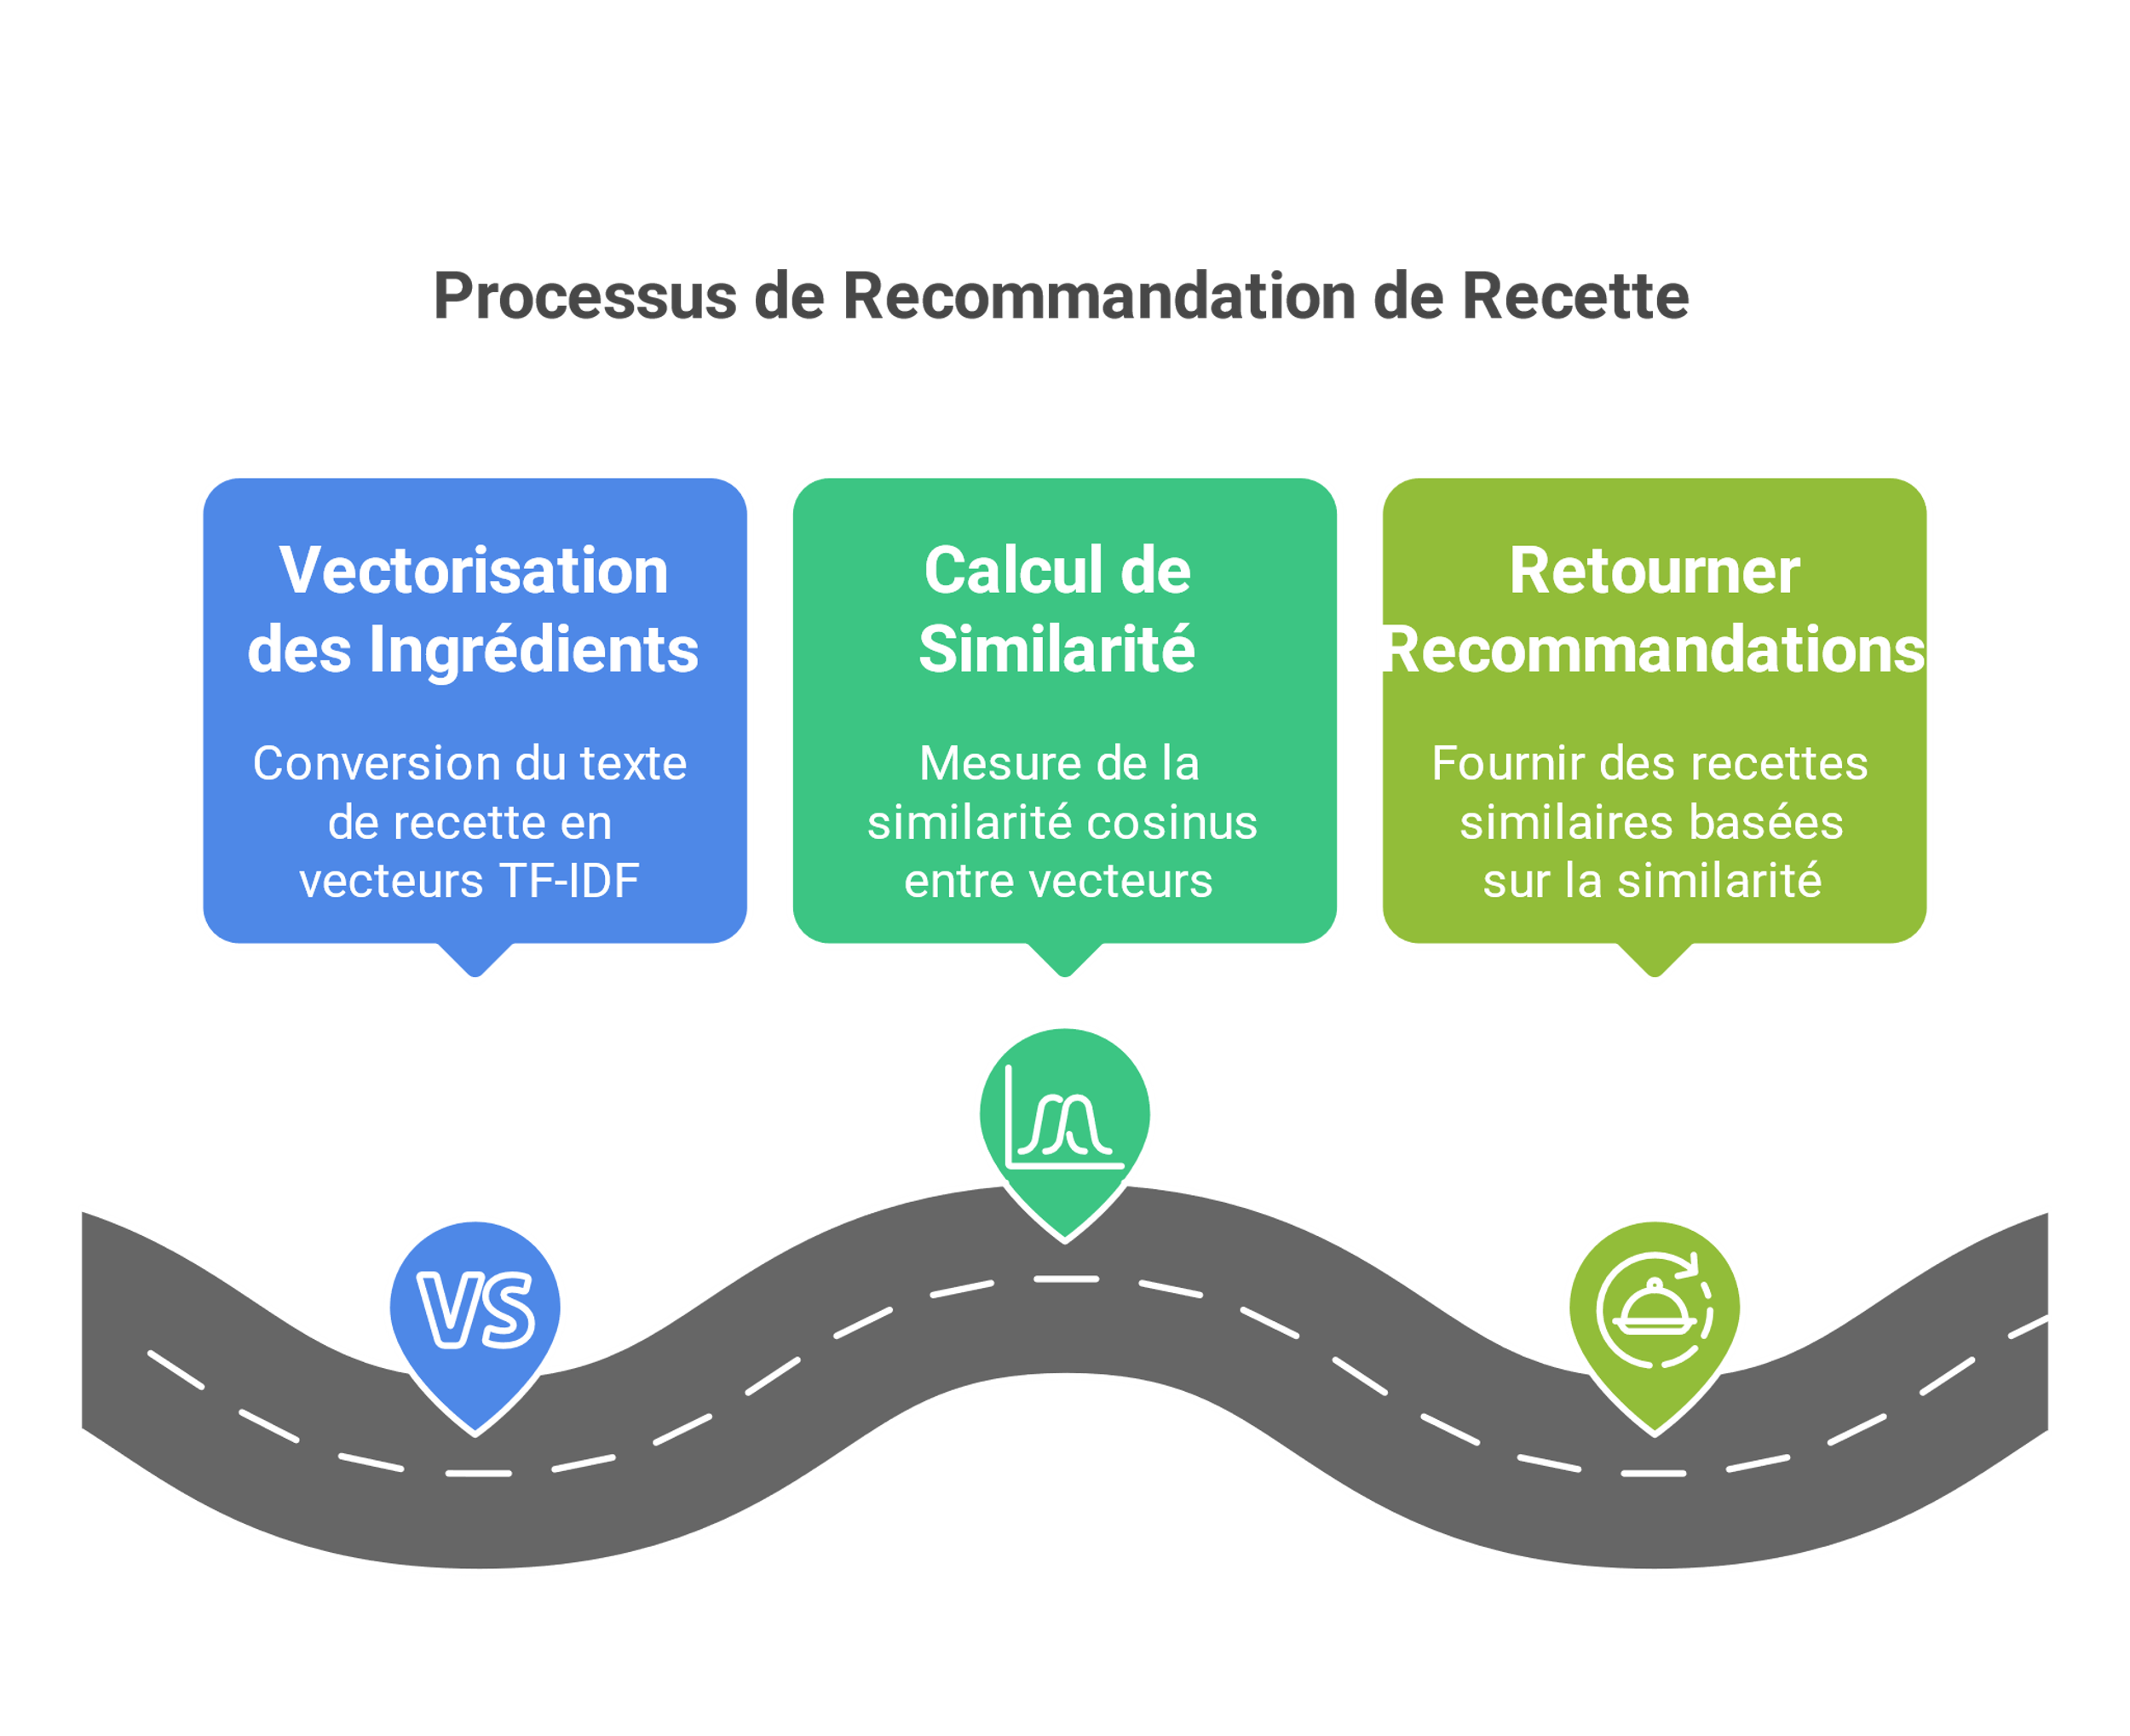 Processus de Recommandation de Recette
Vectorisation
des Ingrédients
Conversion du texte
de recette en
vecteurs TF-IDF
Calcul de
Similarité
Mesure de la
similarité cosinus
entre vecteurs
Retourner
Recommandations
Fournir des recettes
similaires basées
sur la similarité
VS